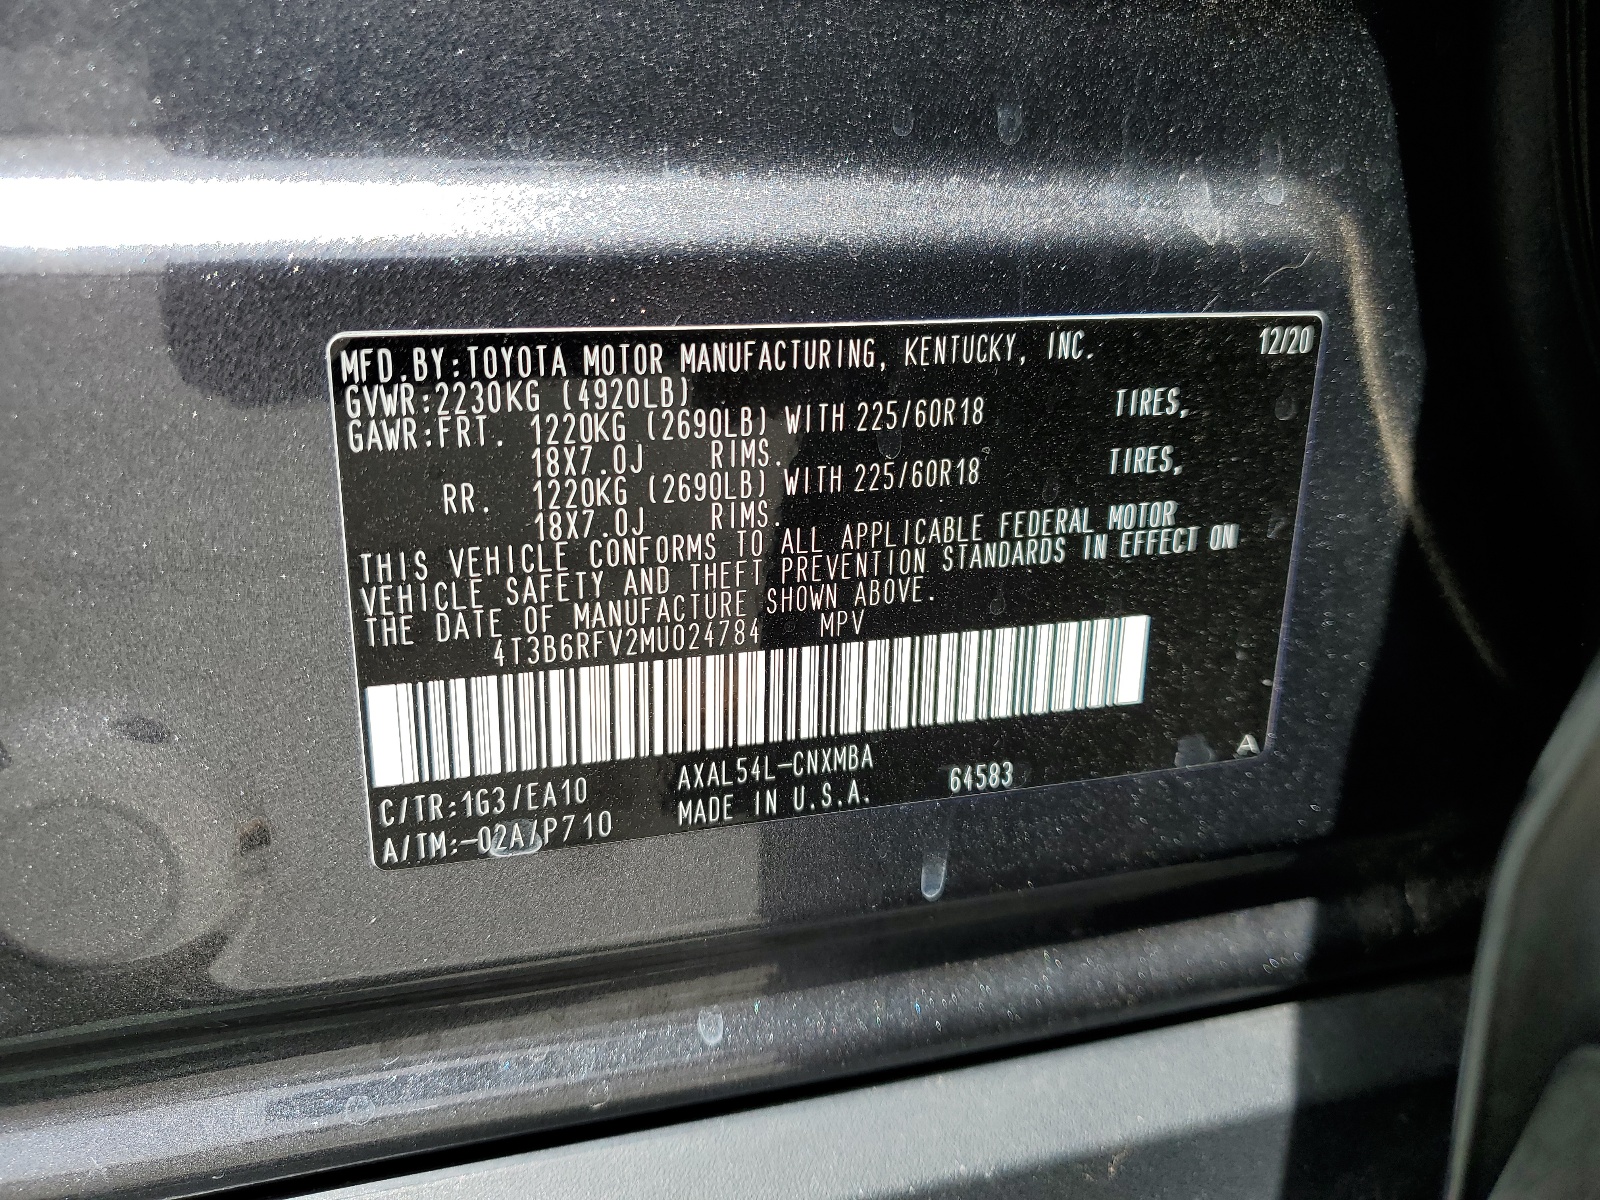 MFD.BY:TOYOTA MOTOR MANUFACTURING, KENTUCKY, INC. 12/20
GVWR:2230KG (4920LB)
GAWR:FRT. 1220KG (2690LB) WITH 225/60R18 TIRES,
18X7.0J RIMS.
RR. 1220KG (2690LB) WITH 225/60R18 TIRES,
18X7.0J RIMS.
THIS VEHICLE CONFORMS TO ALL APPLICABLE FEDERAL MOTOR
VEHICLE SAFETY AND THEFT PREVENTION STANDARDS IN EFFECT ON
THE DATE OF MANUFACTURE SHOWN ABOVE.
4T3B6RFV2MU024784 MPV
C/TR:1G3/EA10 AXAL54L-CNXMBA 64583 A
A/TM:-02A/P710 MADE IN U.S.A.